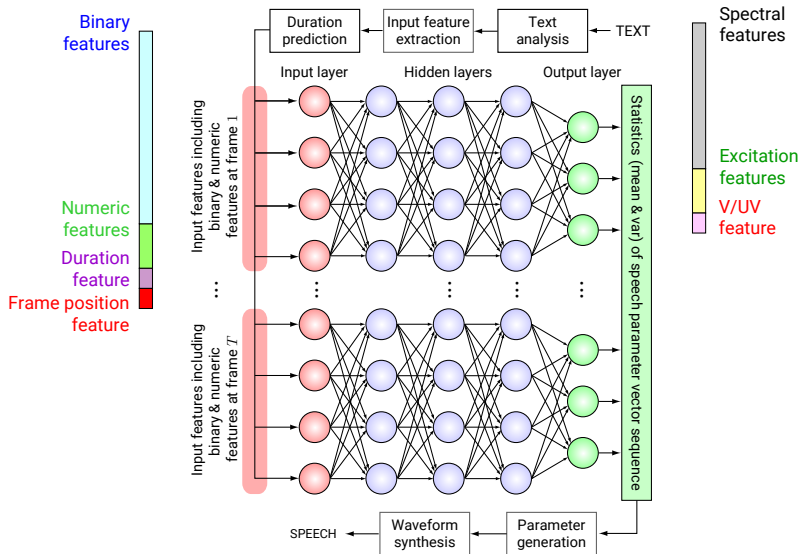 Binary
features
Numeric
features
Duration
feature
Frame position
feature
Duration
prediction
Input feature
extraction
Text
analysis
TEXT
Input layer
Hidden layers
Output layer
Input features including
binary & numeric
features at frame 1
...
...
...
...
...
...
Input features including
binary & numeric
features at frame T
Statistics (mean & var) of speech parameter vector sequence
SPEECH
Waveform
synthesis
Parameter
generation
Spectral
features
Excitation
features
V/UV
feature